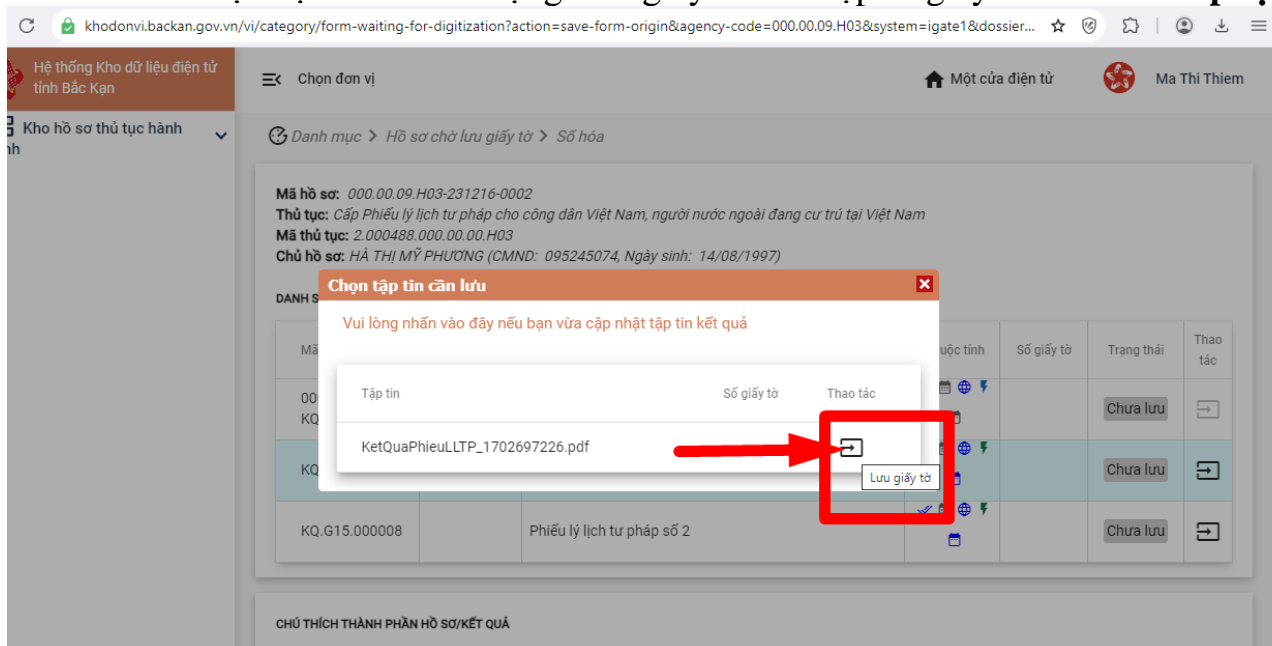 khodonvi.backan.gov.vn/vi/category/form-waiting-for-digitization?action=save-form-origin&agency-code=000.00.09.H03&system=igate1&dossier...
Hệ thống Kho dữ liệu điện tử
tỉnh Bắc Kạn
Chọn đơn vị
Một cửa điện tử
Ma Thi Thiem
Kho hồ sơ thủ tục hành
Danh mục > Hồ sơ chờ lưu giấy tờ > Số hóa
Mã hồ sơ: 000.00.09.H03-231216-0002
Thủ tục: Cấp Phiếu lý lịch tư pháp cho công dân Việt Nam, người nước ngoài đang cư trú tại Việt Nam
Mã thủ tục: 2.000488.000.00.00.H03
Chủ hồ sơ: HÀ THỊ MỸ PHƯƠNG (CMND: 095245074, Ngày sinh: 14/08/1997)
DANH S
Chọn tập tin cần lưu
Vui lòng nhấn vào đây nếu bạn vừa cập nhật tập tin kết quả
Mã
uộc tính
Số giấy tờ
Trạng thái
Thao
tác
Tập tin
Số giấy tờ
Thao tác
00
KQ
Chưa lưu
KetQuaPhieuLLTP_1702697226.pdf
Lưu giấy tờ
KQ
Chưa lưu
KQ.G15.000008
Phiếu lý lịch tư pháp số 2
Chưa lưu
CHÚ THÍCH THÀNH PHẦN HỒ SƠ/KẾT QUẢ